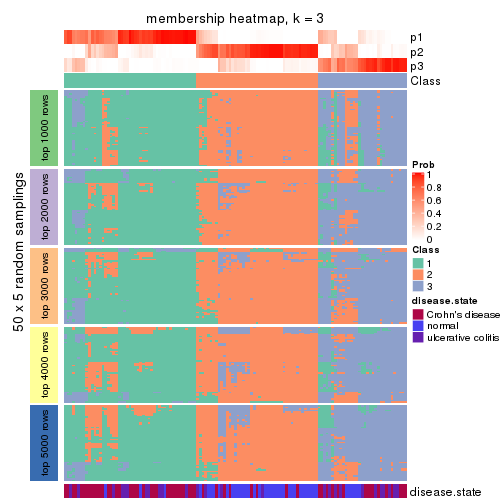 membership heatmap, k = 3
p1
p2
p3
Class
50 x 5 random samplings
top 1000 rows
top 2000 rows
top 3000 rows
top 4000 rows
top 5000 rows
Prob
1
0.8
0.6
0.4
0.2
0
Class
1
2
3
disease.state
Crohn's disease
normal
ulcerative colitis
disease.state